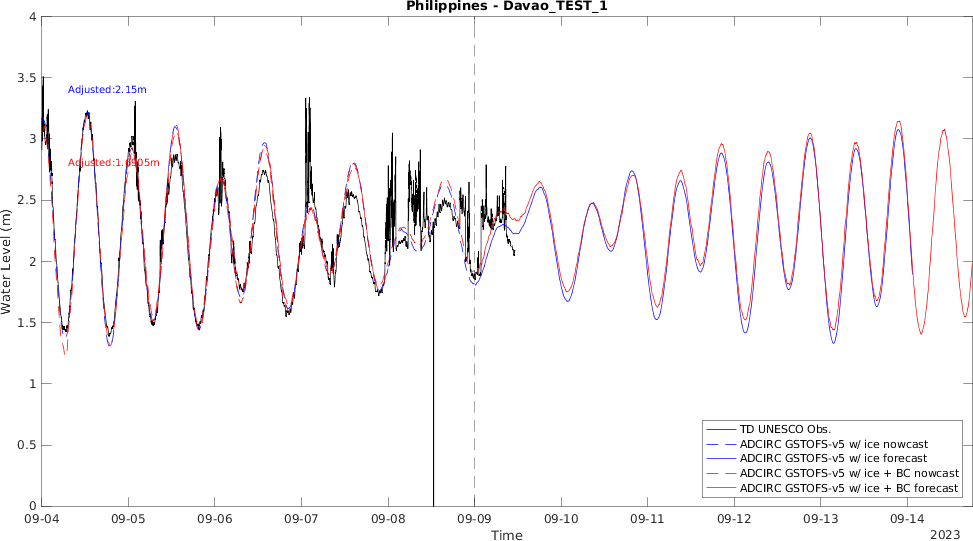 Philippines - Davao_TEST_1
4
3.5
3
2.5
2
1.5
1
0.5
0
Water Level (m)
Adjusted:2.15m
Adjusted:1.6905m
TD UNESCO Obs.
ADCIRC GSTOFS-v5 w/ ice nowcast
ADCIRC GSTOFS-v5 w/ ice forecast
ADCIRC GSTOFS-v5 w/ ice + BC nowcast
ADCIRC GSTOFS-v5 w/ ice + BC forecast
09-04 09-05 09-06 09-07 09-08 09-09 09-10 09-11 09-12 09-13 09-14
Time
2023